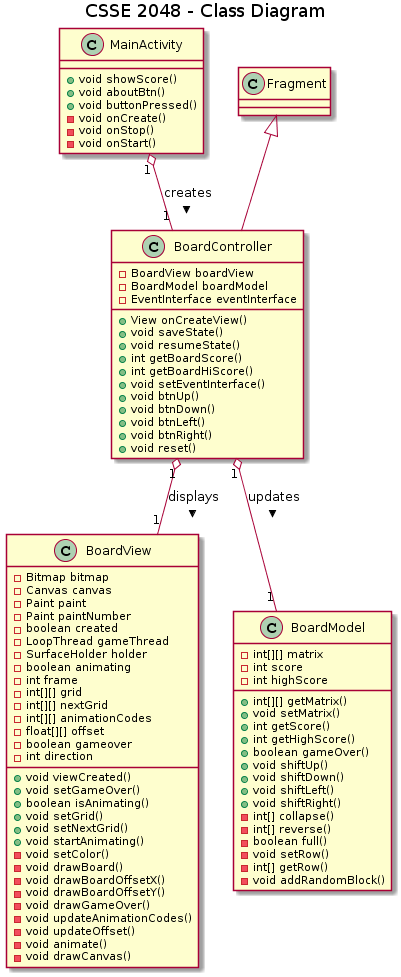 CSSE 2048 - Class Diagram
C MainActivity
void showScore()
void aboutBtn()
void buttonPressed()
void onCreate()
void onStop()
void onStart()
C Fragment
1
creates
1
C BoardController
BoardView boardView
BoardModel boardModel
EventInterface eventInterface
View onCreateView()
void saveState()
void resumeState()
int getBoardScore()
int getBoardHiScore()
void setEventInterface()
void btnUp()
void btnDown()
void btnLeft()
void btnRight()
void reset()
1
displays
1
1
updates
1
C BoardView
Bitmap bitmap
Canvas canvas
Paint paint
Paint paintNumber
boolean created
LoopThread gameThread
SurfaceHolder holder
boolean animating
int frame
int[][] grid
int[][] nextGrid
int[][] animationCodes
float[][] offset
boolean gameover
int direction
void viewCreated()
void setGameOver()
boolean isAnimating()
void setGrid()
void setNextGrid()
void startAnimating()
void setColor()
void drawBoard()
void drawBoardOffsetX()
void drawBoardOffsetY()
void drawGameOver()
void updateAnimationCodes()
void updateOffset()
void animate()
void drawCanvas()
C BoardModel
int[][] matrix
int score
int highScore
int[][] getMatrix()
void setMatrix()
int getScore()
int getHighScore()
boolean gameOver()
void shiftUp()
void shiftDown()
void shiftLeft()
void shiftRight()
int[] collapse()
int[] reverse()
boolean full()
void setRow()
int[] getRow()
void addRandomBlock()